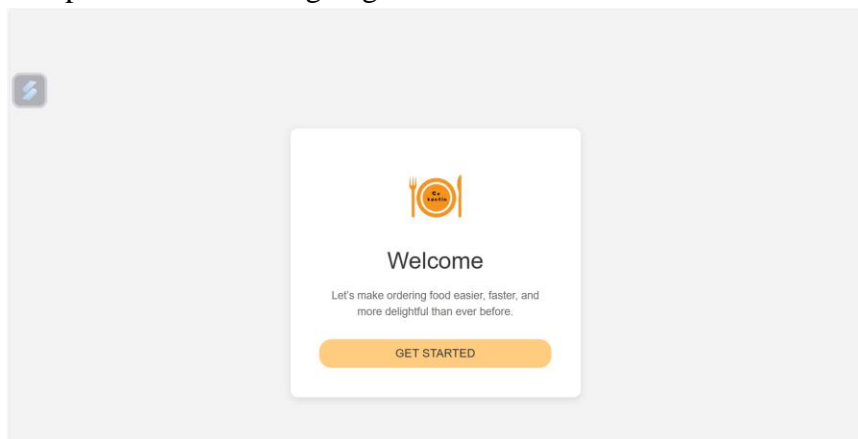 Welcome
Let's make ordering food easier, faster, and
more delightful than ever before.
GET STARTED